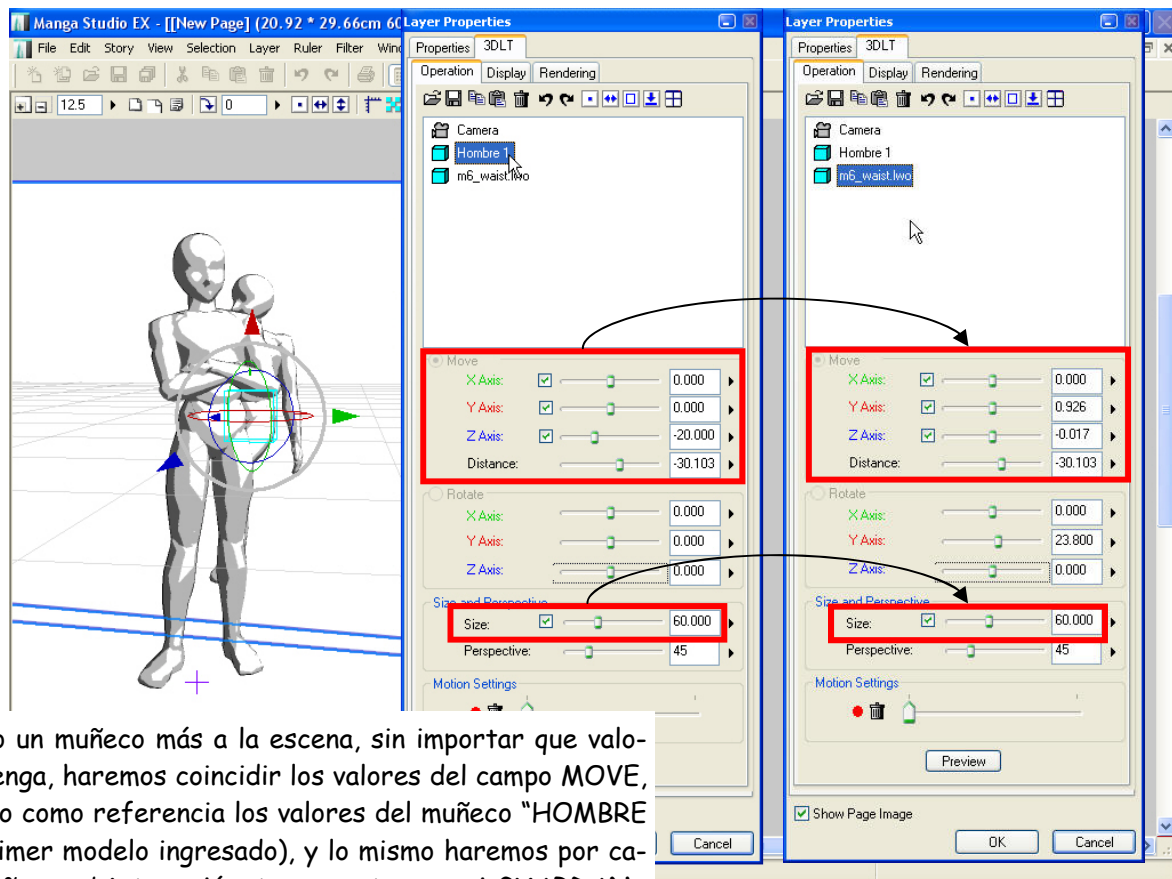 Manga Studio EX - [[New Page] (20.92 * 29.66cm 60
File Edit Story View Selection Layer Ruler Filter
12.5
0
Layer Properties
Properties 3DLT
Operation Display Rendering
Camera
Hombre 1
m6_waist.lwo
Move
X Axis: 0.000
Y Axis: 0.000
Z Axis: -20.000
Distance: -30.103
Rotate
X Axis: 0.000
Y Axis: 0.000
Z Axis: 0.000
Size and Perspective
Size: 60.000
Perspective: 45
Motion Settings
Cancel
Layer Properties
Properties 3DLT
Operation Display Rendering
Camera
Hombre 1
m6_waist.lwo
Move
X Axis: 0.000
Y Axis: 0.926
Z Axis: -0.017
Distance: -30.103
Rotate
X Axis: 0.000
Y Axis: 23.800
Z Axis: 0.000
Size and Perspective
Size: 60.000
Perspective: 45
Motion Settings
Preview
Show Page Image
OK Cancel
un muñeco más a la escena, sin importar que valo-
enga, haremos coincidir los valores del campo MOVE,
o como referencia los valores del muñeco "HOMBRE
imer modelo ingresado), y lo mismo haremos por ca-